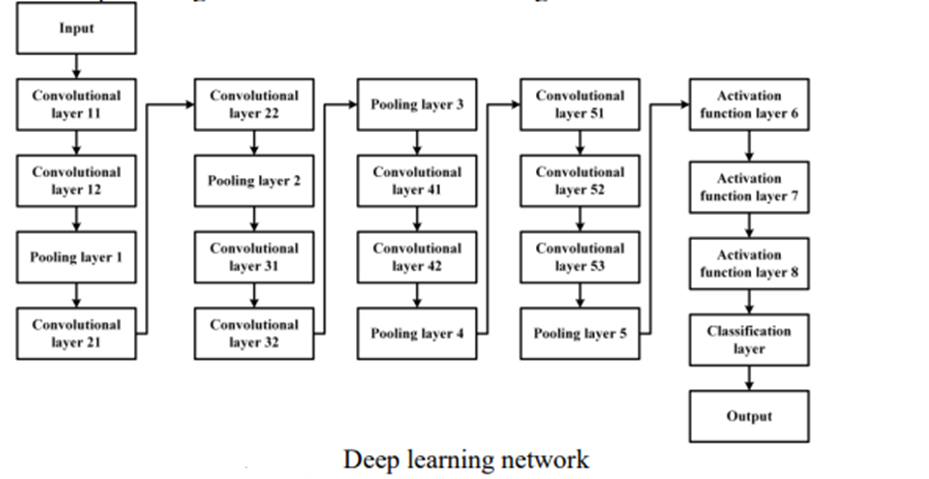 Input
Convolutional
layer 11
Convolutional
layer 12
Pooling layer 1
Convolutional
layer 21
Convolutional
layer 22
Pooling layer 2
Convolutional
layer 31
Convolutional
layer 32
Pooling layer 3
Convolutional
layer 41
Convolutional
layer 42
Pooling layer 4
Convolutional
layer 51
Convolutional
layer 52
Convolutional
layer 53
Pooling layer 5
Activation
function layer 6
Activation
function layer 7
Activation
function layer 8
Classification
layer
Output
Deep learning network